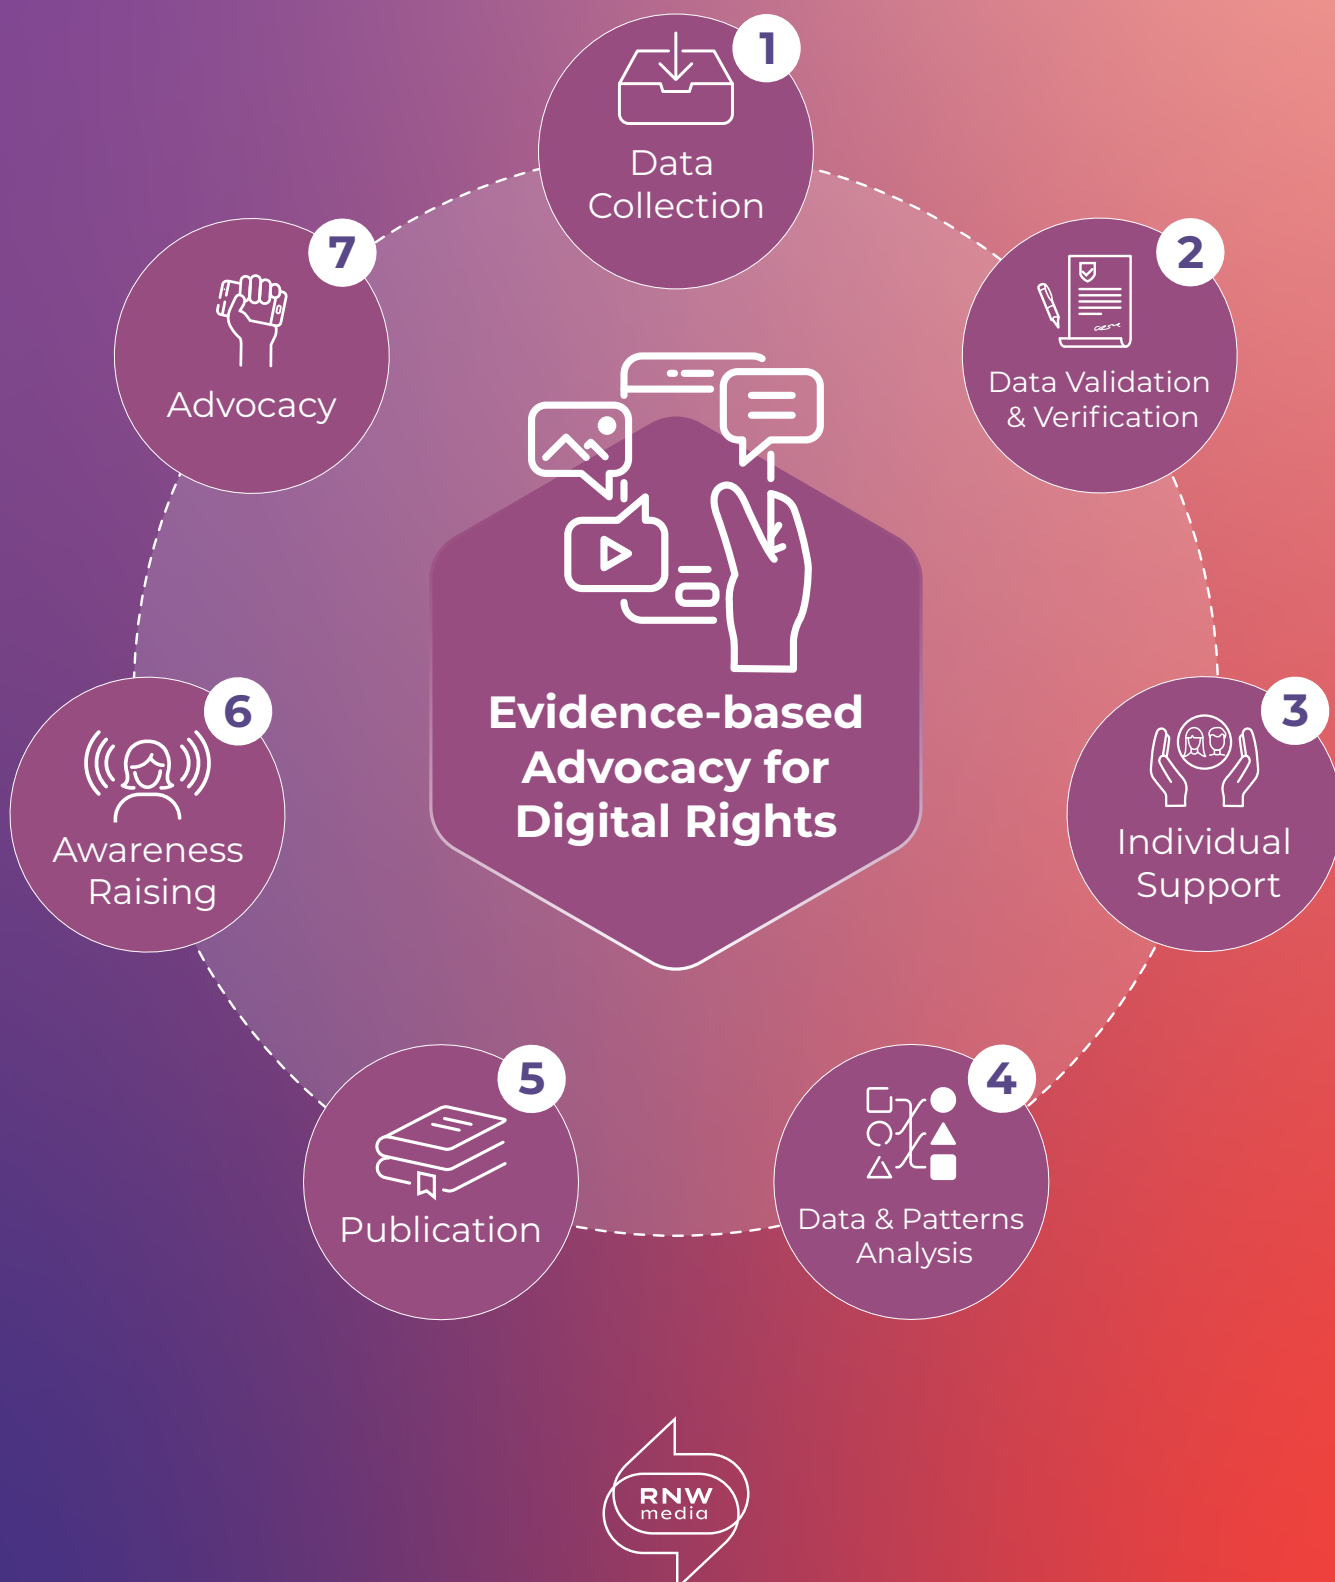 1
Data
Collection
2
Data Validation
& Verification
3
Individual
Support
4
Data & Patterns
Analysis
5
Publication
6
Awareness
Raising
7
Advocacy
Evidence-based
Advocacy for
Digital Rights
RNW
media